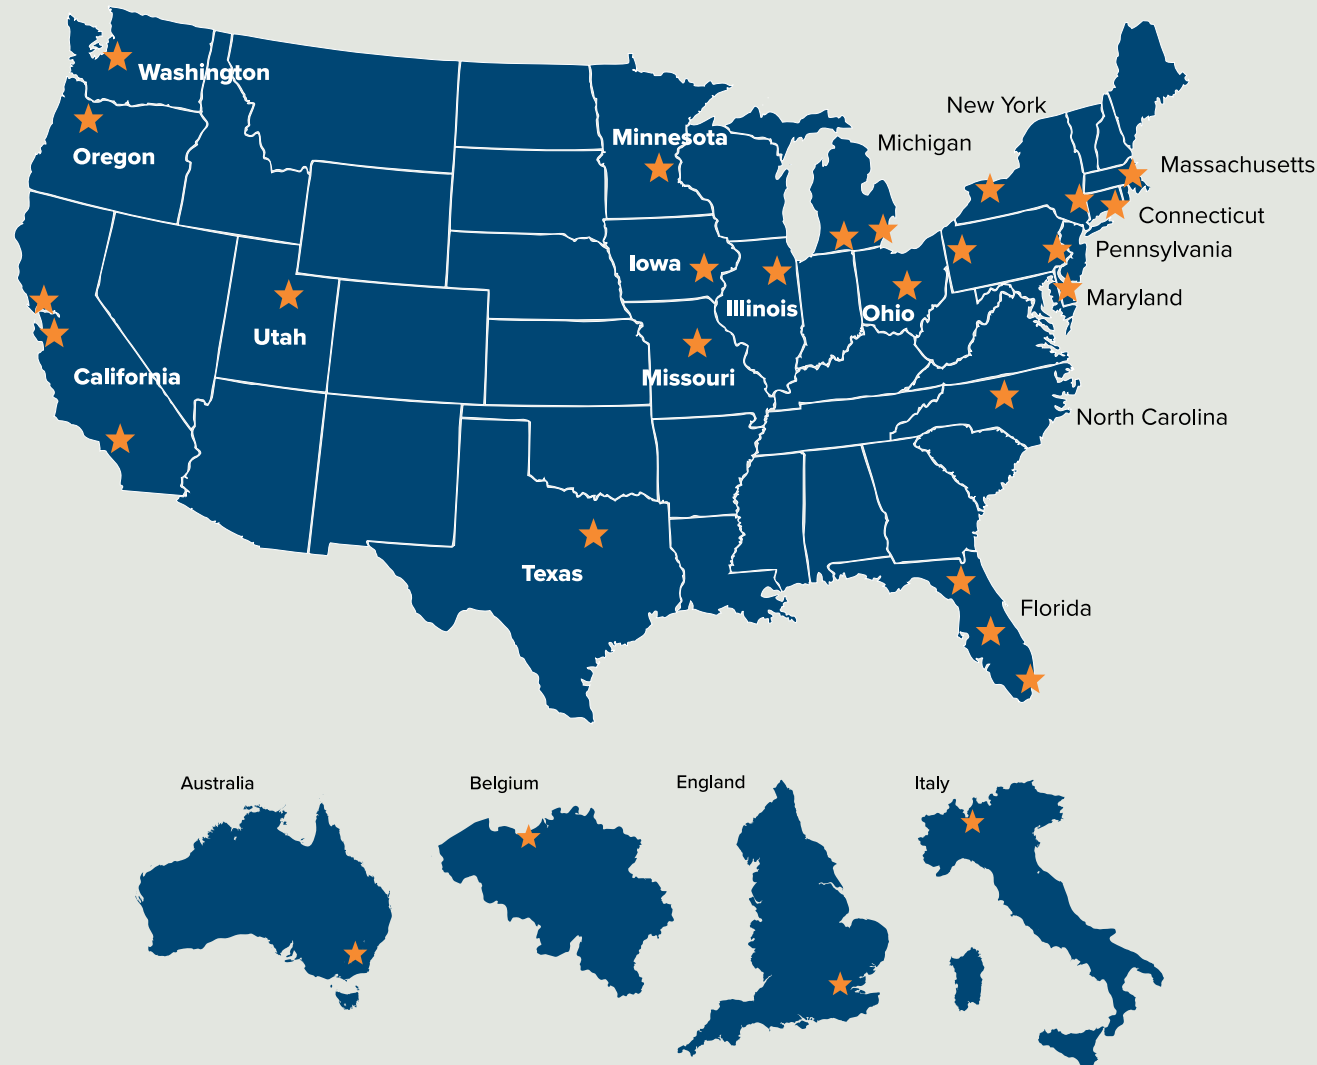 Washington
Oregon
Minnesota
New York
Michigan
Massachusetts
Connecticut
Pennsylvania
Maryland
Iowa
Illinois
Ohio
Utah
California
Missouri
North Carolina
Texas
Florida
Australia
Belgium
England
Italy